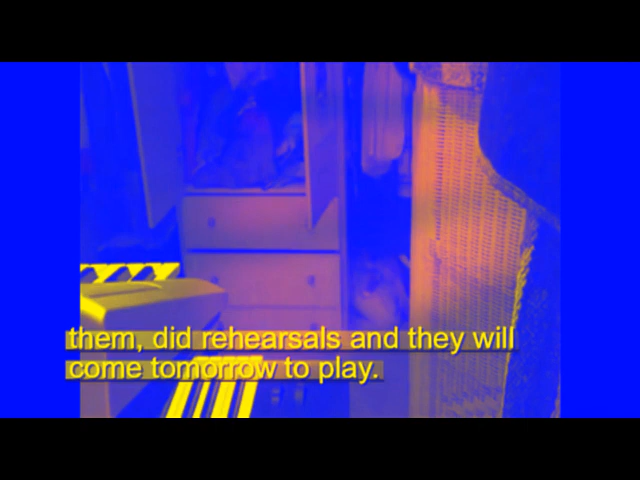 them, did rehearsals and they will
come tomorrow to play.